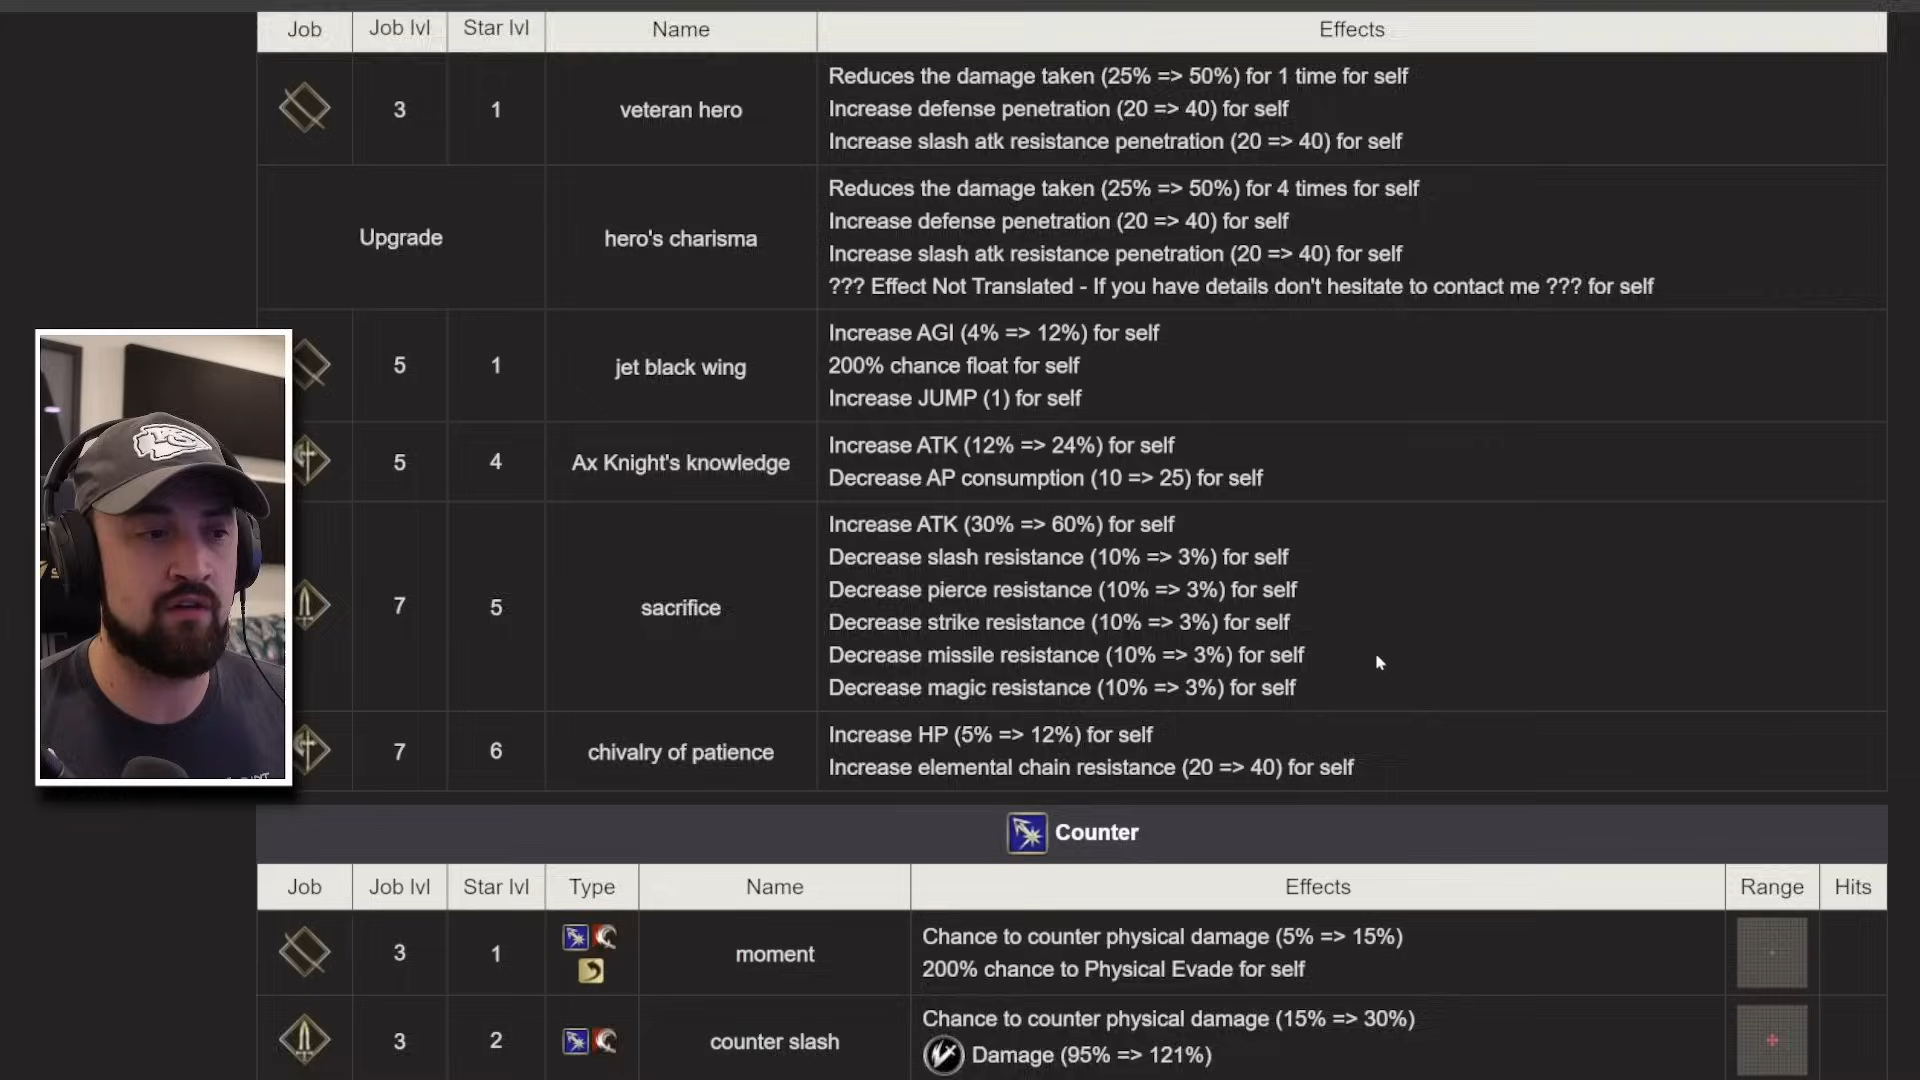 Job Job lvl Star lvl Name Effects
3 1 veteran hero
Reduces the damage taken (25% => 50%) for 1 time for self
Increase defense penetration (20 => 40) for self
Increase slash atk resistance penetration (20 => 40) for self
Upgrade hero's charisma
Reduces the damage taken (25% => 50%) for 4 times for self
Increase defense penetration (20 => 40) for self
Increase slash atk resistance penetration (20 => 40) for self
??? Effect Not Translated - If you have details don't hesitate to contact me ??? for self
5 1 jet black wing
Increase AGI (4% => 12%) for self
200% chance float for self
Increase JUMP (1) for self
5 4 Ax Knight's knowledge
Increase ATK (12% => 24%) for self
Decrease AP consumption (10 => 25) for self
7 5 sacrifice
Increase ATK (30% => 60%) for self
Decrease slash resistance (10% => 3%) for self
Decrease pierce resistance (10% => 3%) for self
Decrease strike resistance (10% => 3%) for self
Decrease missile resistance (10% => 3%) for self
Decrease magic resistance (10% => 3%) for self
7 6 chivalry of patience
Increase HP (5% => 12%) for self
Increase elemental chain resistance (20 => 40) for self
Counter
Job Job lvl Star lvl Type Name Effects Range Hits
3 1 moment
Chance to counter physical damage (5% => 15%)
200% chance to Physical Evade for self
3 2 counter slash
Chance to counter physical damage (15% => 30%)
Damage (95% => 121%)